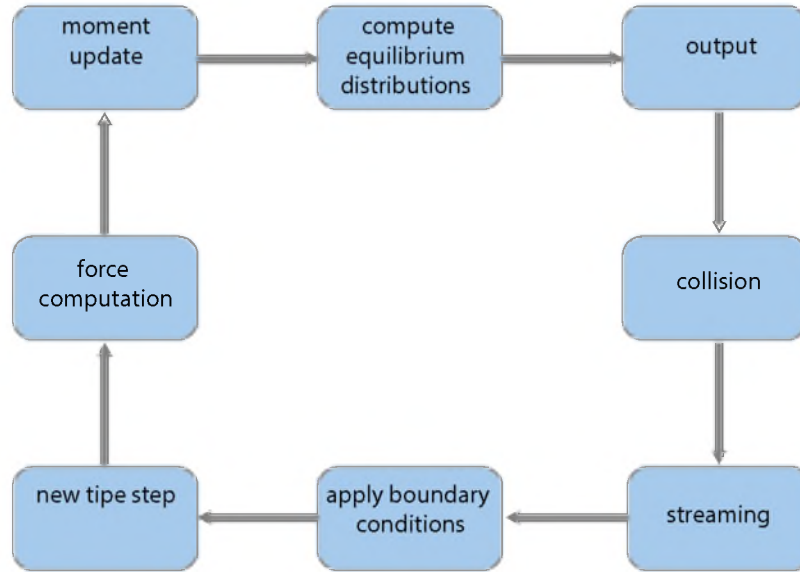 moment
update
compute
equilibrium
distributions
output
force
computation
collision
new tipe step
apply boundary
conditions
streaming